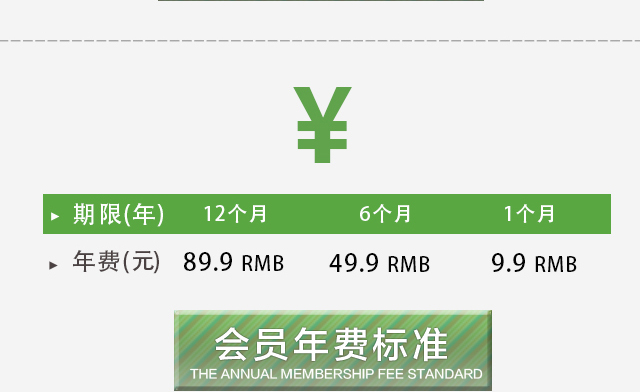 ¥
▸ 期限(年) 12个月 6个月 1个月
▸ 年费(元) 89.9 RMB 49.9 RMB 9.9 RMB
会员年费标准
THE ANNUAL MEMBERSHIP FEE STANDARD